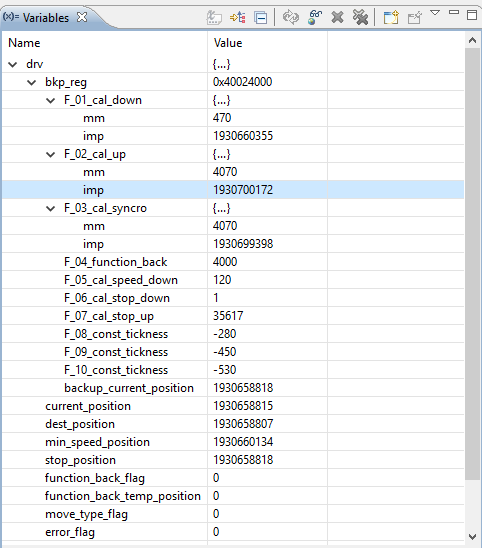 (x)= Variables
Name Value
drv {...}
bkp_reg 0x40024000
F_01_cal_down {...}
mm 470
imp 1930660355
F_02_cal_up {...}
mm 4070
imp 1930700172
F_03_cal_syncro {...}
mm 4070
imp 1930699398
F_04_function_back 4000
F_05_cal_speed_down 120
F_06_cal_stop_down 1
F_07_cal_stop_up 35617
F_08_const_tickness -280
F_09_const_tickness -450
F_10_const_tickness -530
backup_current_position 1930658818
current_position 1930658815
dest_position 1930658807
min_speed_position 1930660134
stop_position 1930658818
function_back_flag 0
function_back_temp_position 0
move_type_flag 0
error_flag 0